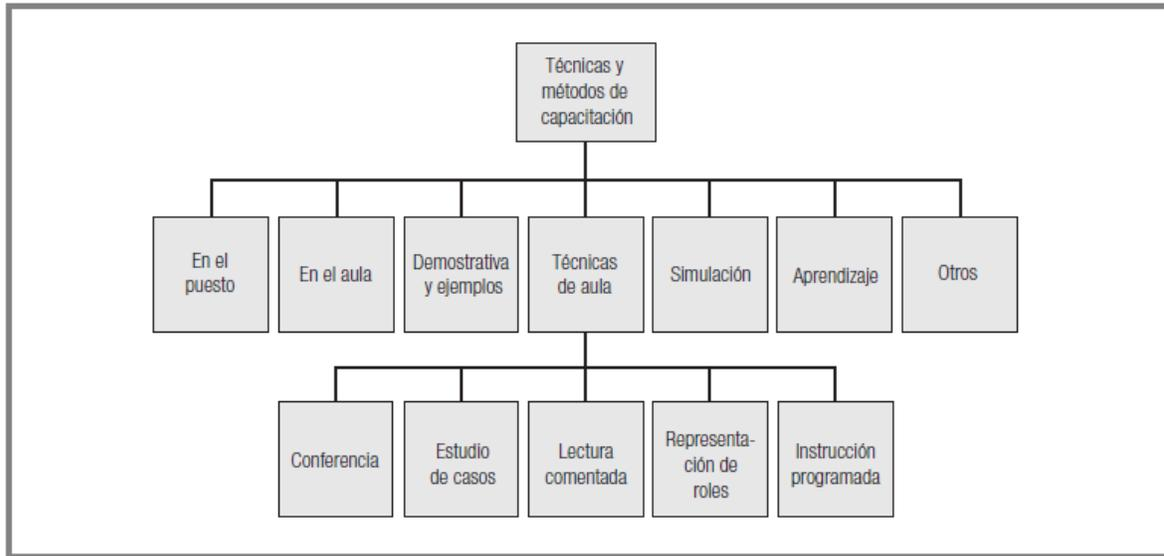 Técnicas y
métodos de
capacitación
En el
puesto
En el aula
Demostrativa
y ejemplos
Técnicas
de aula
Simulación
Aprendizaje
Otros
Conferencia
Estudio
de casos
Lectura
comentada
Representa-
ción de
roles
Instrucción
programada